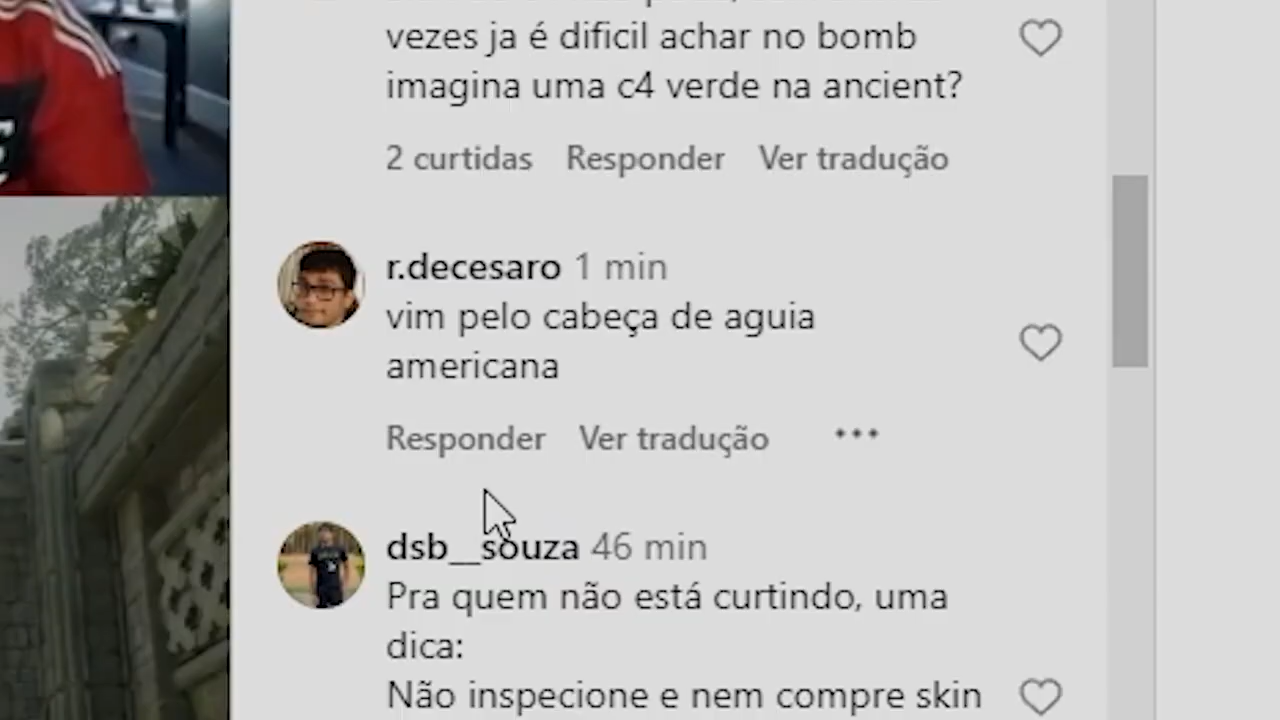 vezes ja é dificil achar no bomb
imagina uma c4 verde na ancient?
2 curtidas Responder Ver tradução
r.decesaro 1 min
vim pelo cabeça de aguia
americana
Responder Ver tradução •••
dsb__souza 46 min
Pra quem não está curtindo, uma
dica:
Não inspecione e nem compre skin